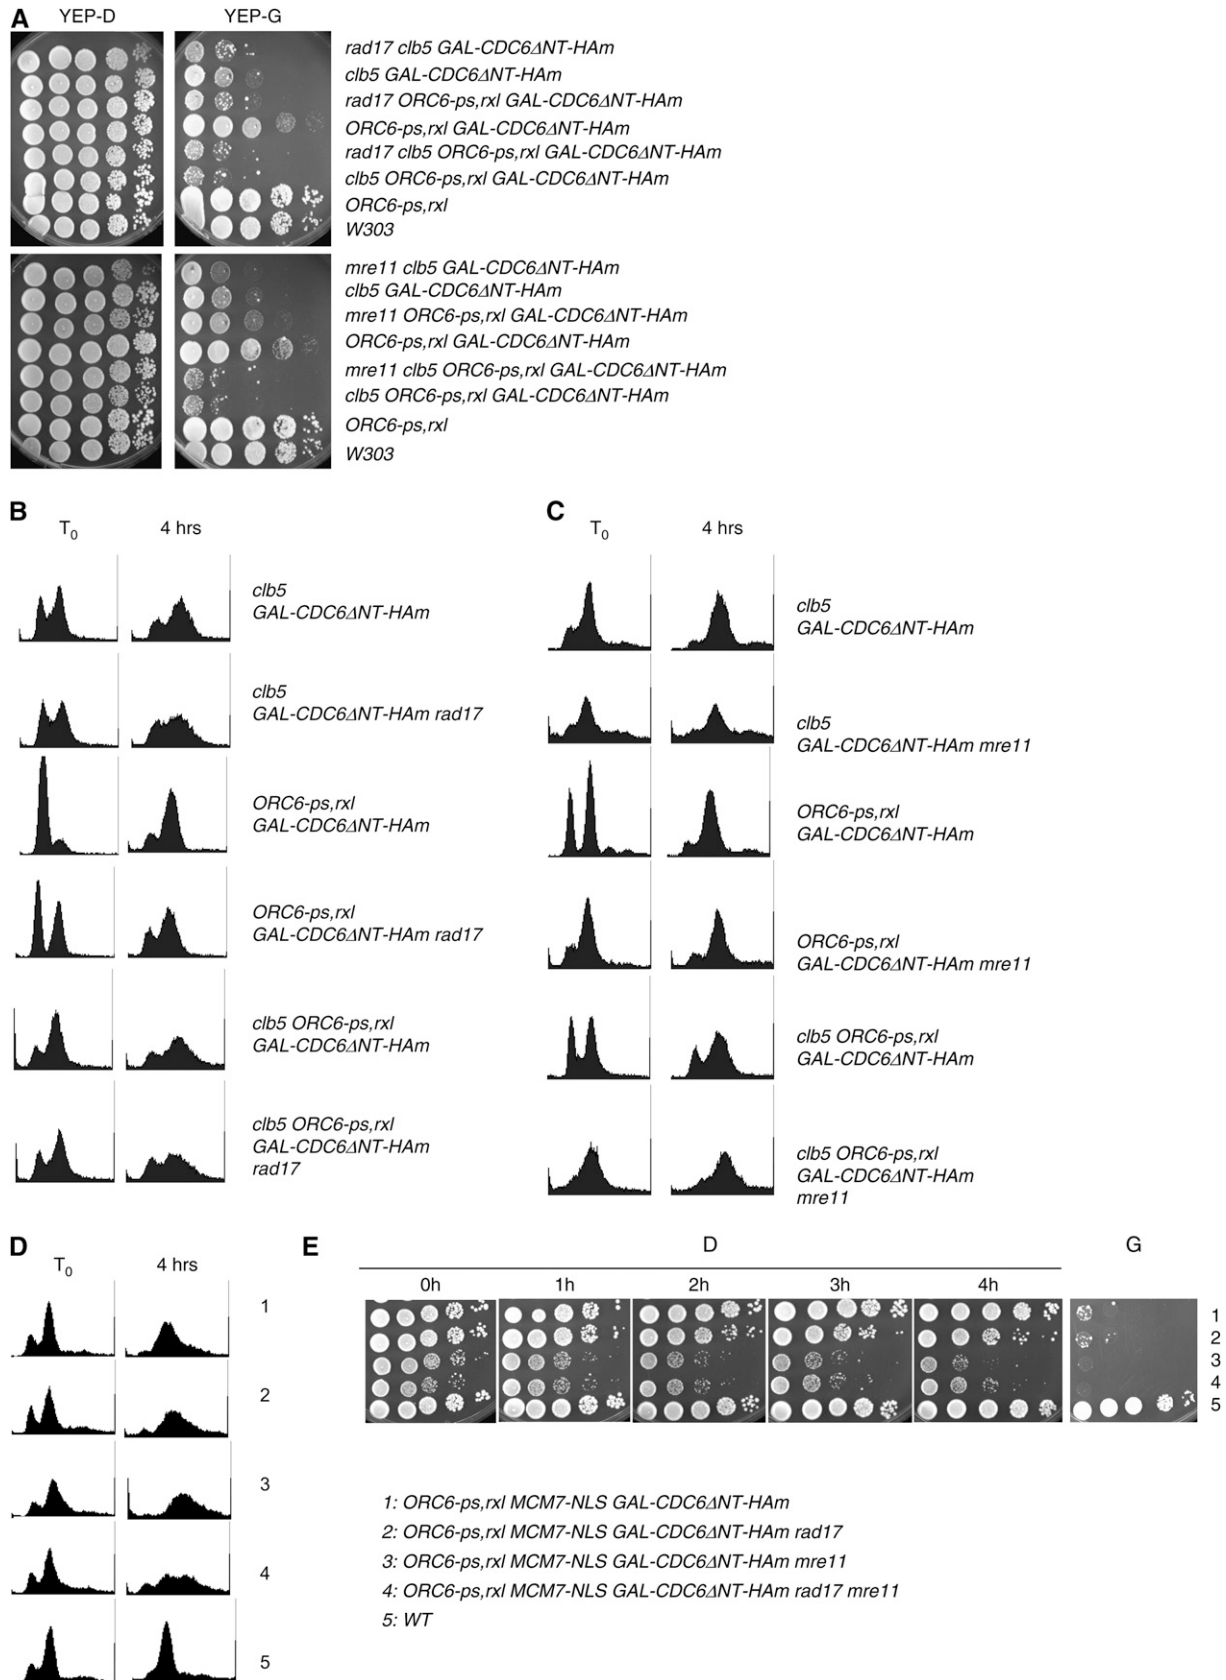 A
YEP-D YEP-G
rad17 clb5 GAL-CDC6ΔNT-HAm
clb5 GAL-CDC6ΔNT-HAm
rad17 ORC6-ps,rxl GAL-CDC6ΔNT-HAm
ORC6-ps,rxl GAL-CDC6ΔNT-HAm
rad17 clb5 ORC6-ps,rxl GAL-CDC6ΔNT-HAm
clb5 ORC6-ps,rxl GAL-CDC6ΔNT-HAm
ORC6-ps,rxl
W303
mre11 clb5 GAL-CDC6ΔNT-HAm
clb5 GAL-CDC6ΔNT-HAm
mre11 ORC6-ps,rxl GAL-CDC6ΔNT-HAm
ORC6-ps,rxl GAL-CDC6ΔNT-HAm
mre11 clb5 ORC6-ps,rxl GAL-CDC6ΔNT-HAm
clb5 ORC6-ps,rxl GAL-CDC6ΔNT-HAm
ORC6-ps,rxl
W303
B
T0 4 hrs
clb5
GAL-CDC6ΔNT-HAm
clb5
GAL-CDC6ΔNT-HAm rad17
ORC6-ps,rxl
GAL-CDC6ΔNT-HAm
ORC6-ps,rxl
GAL-CDC6ΔNT-HAm rad17
clb5 ORC6-ps,rxl
GAL-CDC6ΔNT-HAm
clb5 ORC6-ps,rxl
GAL-CDC6ΔNT-HAm
rad17
C
T0 4 hrs
clb5
GAL-CDC6ΔNT-HAm
clb5
GAL-CDC6ΔNT-HAm mre11
ORC6-ps,rxl
GAL-CDC6ΔNT-HAm
ORC6-ps,rxl
GAL-CDC6ΔNT-HAm mre11
clb5 ORC6-ps,rxl
GAL-CDC6ΔNT-HAm
clb5 ORC6-ps,rxl
GAL-CDC6ΔNT-HAm
mre11
D
T0 4 hrs
1
2
3
4
5
E
D G
0h 1h 2h 3h 4h
1
2
3
4
5
1: ORC6-ps,rxl MCM7-NLS GAL-CDC6ΔNT-HAm
2: ORC6-ps,rxl MCM7-NLS GAL-CDC6ΔNT-HAm rad17
3: ORC6-ps,rxl MCM7-NLS GAL-CDC6ΔNT-HAm mre11
4: ORC6-ps,rxl MCM7-NLS GAL-CDC6ΔNT-HAm rad17 mre11
5: WT